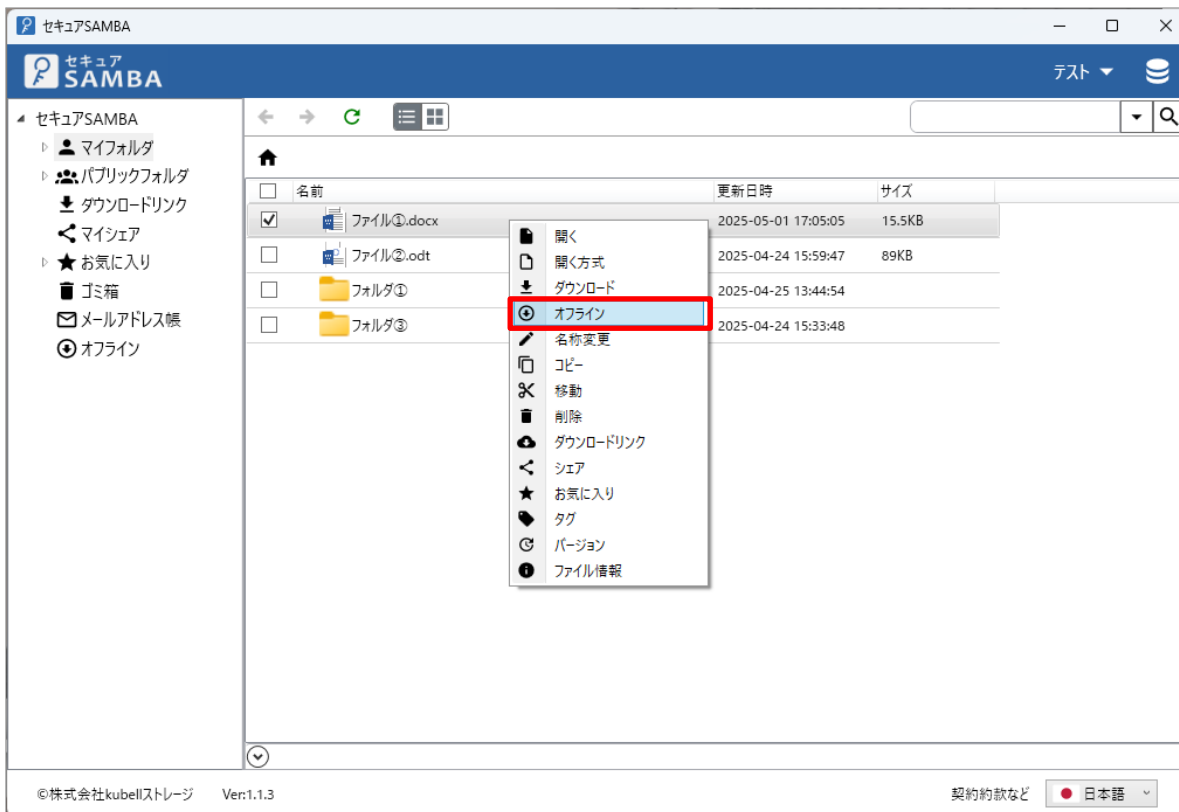 セキュアSAMBA
セキュア
SAMBA
テスト
セキュアSAMBA
マイフォルダ
パブリックフォルダ
ダウンロードリンク
マイシェア
お気に入り
ゴミ箱
メールアドレス帳
オフライン
名前 更新日時 サイズ
ファイル①.docx 2025-05-01 17:05:05 15.5KB
ファイル②.odt 2025-04-24 15:59:47 89KB
フォルダ① 2025-04-25 13:44:54
フォルダ③ 2025-04-24 15:33:48
開く
開く方式
ダウンロード
オフライン
名称変更
コピー
移動
削除
ダウンロードリンク
シェア
お気に入り
タグ
バージョン
ファイル情報
©株式会社kubellストレージ Ver:1.1.3 契約約款など 日本語